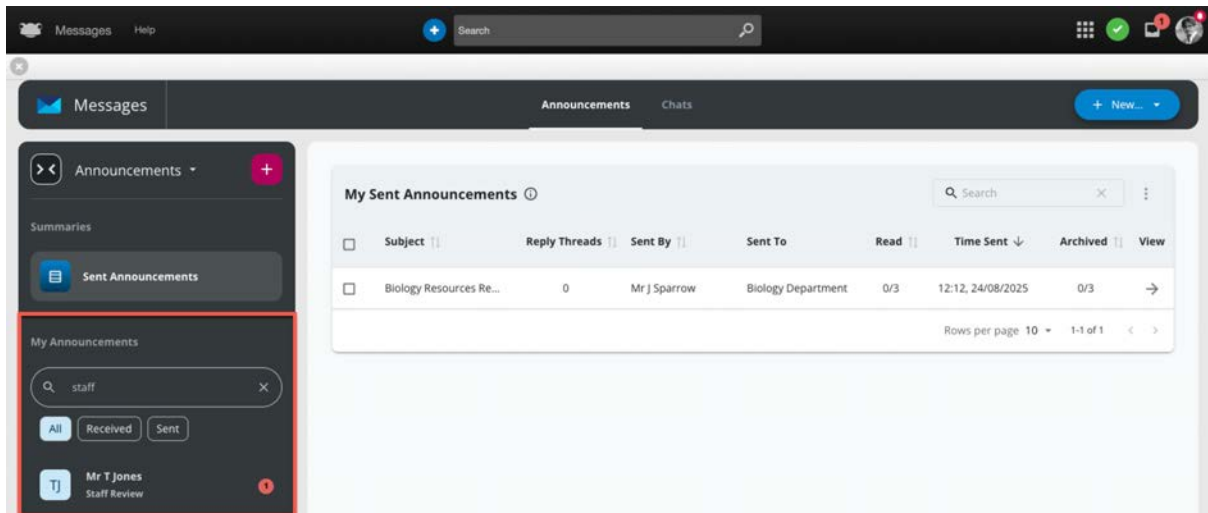 Messages Help Search 1
Messages Announcements Chats + New...
Announcements +
Summaries
Sent Announcements
My Announcements
staff
All Received Sent
TJ Mr T Jones 1
Staff Review
My Sent Announcements Search
Subject Reply Threads Sent By Sent To Read Time Sent Archived View
Biology Resources Re... 0 Mr J Sparrow Biology Department 0/3 12:12, 24/08/2025 0/3
Rows per page 10 1-1 of 1